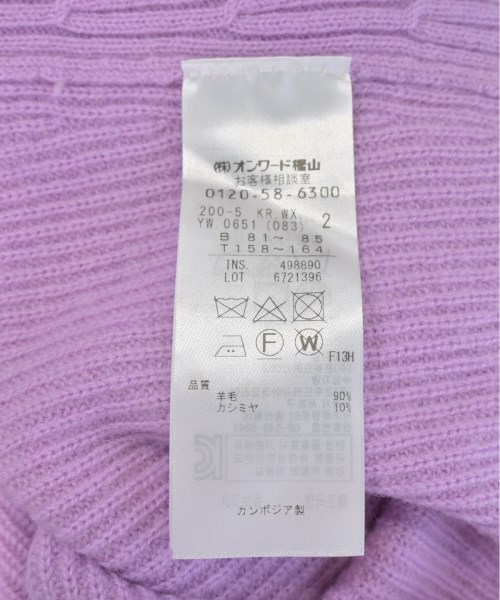 ㈱オンワード樫山
お客様相談室
0120-58-6300
200-5 KR.WX. 2
YW.0651 (083)
B 81～ 85
T 158～164
INS. 498890
LOT 6721396
F W F13H
品質
羊毛 90%
カシミヤ 10%
カンボジア製